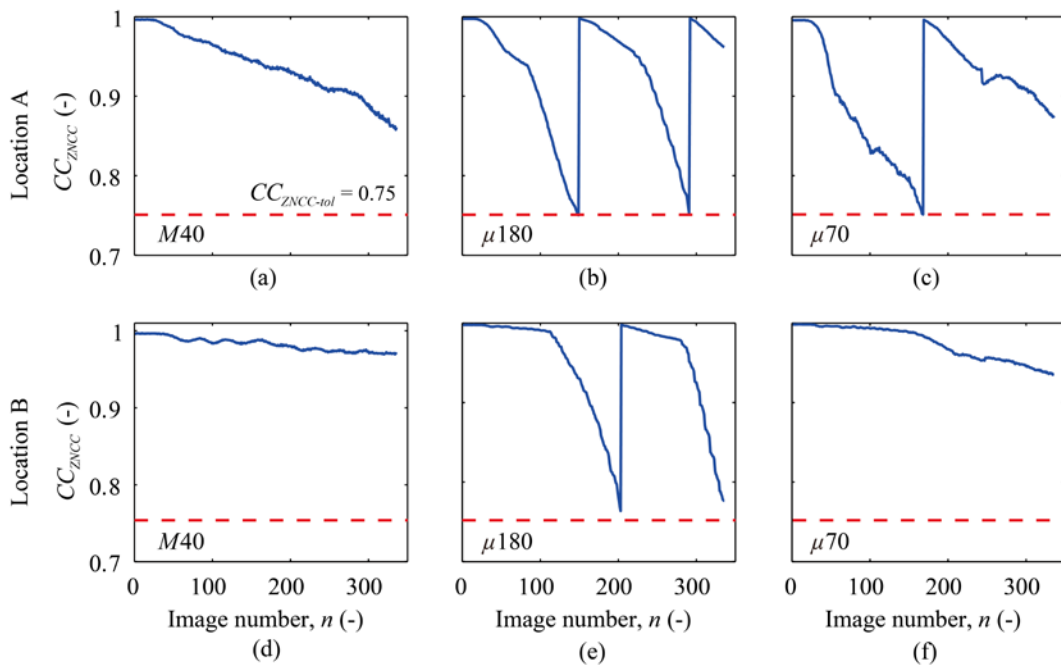 Location A
CC_ZNCC (-)
1
0.9
0.8
0.7
CC_ZNCC-tol = 0.75
M40
μ180
μ70
(a)
(b)
(c)
Location B
CC_ZNCC (-)
1
0.9
0.8
0.7
M40
μ180
μ70
0 100 200 300
0 100 200 300
0 100 200 300
Image number, n (-)
Image number, n (-)
Image number, n (-)
(d)
(e)
(f)